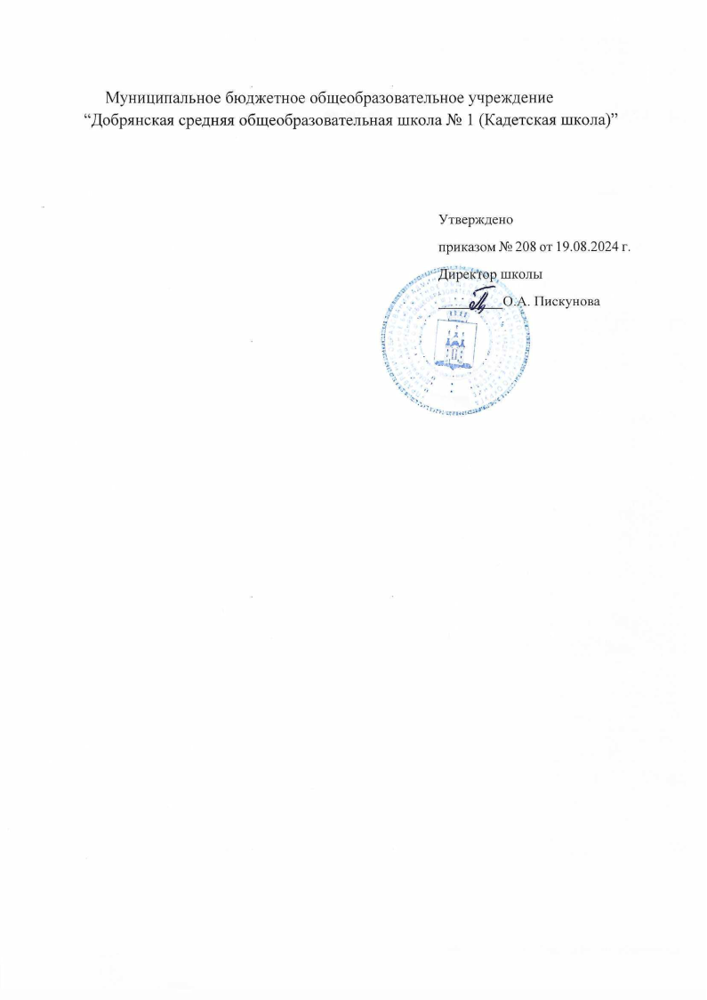 Муниципальное бюджетное общеобразовательное учреждение
“Добрянская средняя общеобразовательная школа № 1 (Кадетская школа)”
Утверждено
приказом № 208 от 19.08.2024 г.
Директор школы
__________О.А. Пискунова